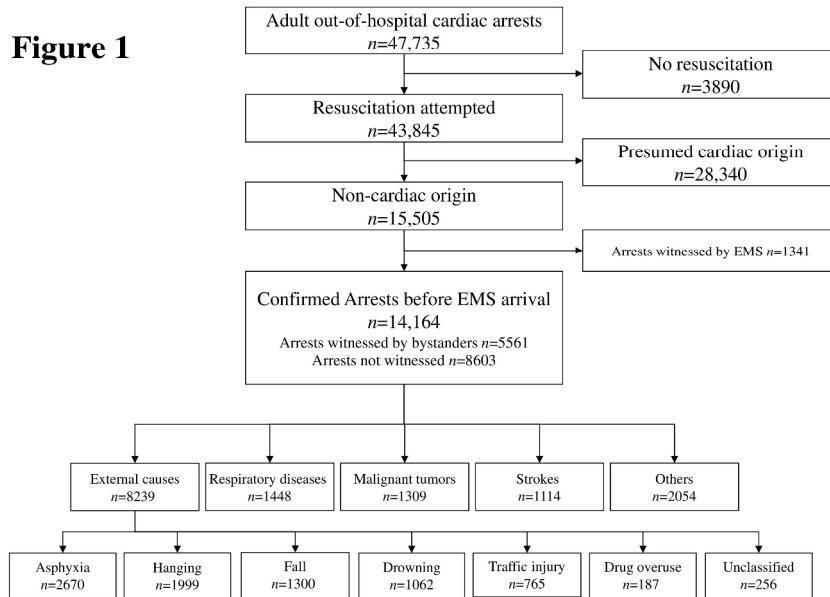 Figure 1
Adult out-of-hospital cardiac arrests
n=47,735
No resuscitation
n=3890
Resuscitation attempted
n=43,845
Presumed cardiac origin
n=28,340
Non-cardiac origin
n=15,505
Arrests witnessed by EMS n=1341
Confirmed Arrests before EMS arrival
n=14,164
Arrests witnessed by bystanders n=5561
Arrests not witnessed n=8603
External causes
n=8239
Respiratory diseases
n=1448
Malignant tumors
n=1309
Strokes
n=1114
Others
n=2054
Asphyxia
n=2670
Hanging
n=1999
Fall
n=1300
Drowning
n=1062
Traffic injury
n=765
Drug overuse
n=187
Unclassified
n=256